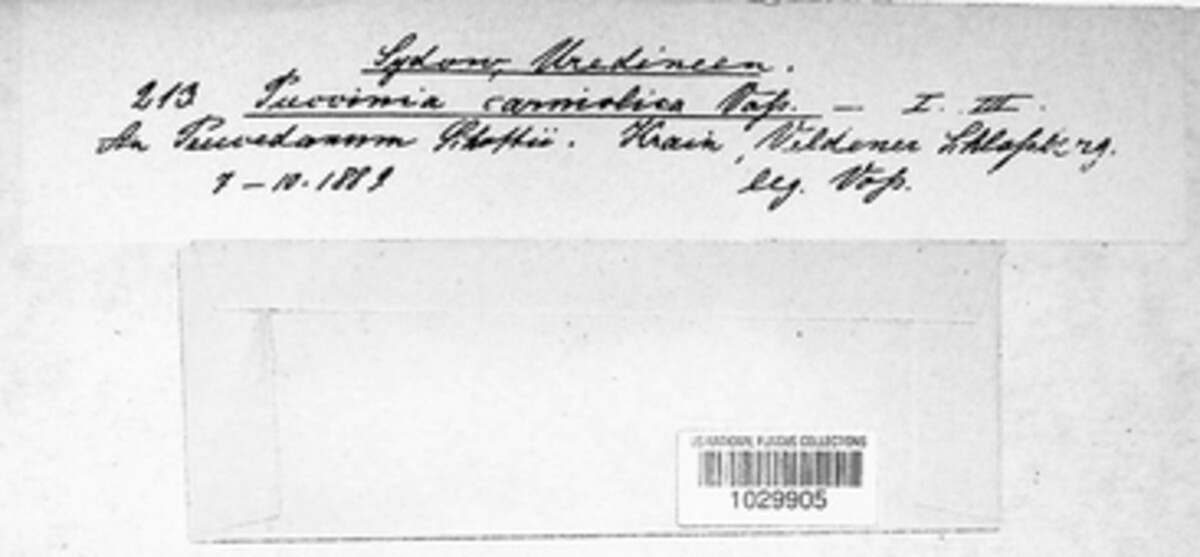 Sydow, Uredineen.
213 Puccinia carniolica Voß. — I. III.
An Peucedanum Schottii. Krain, Veldener Schloßberg.
7 – 10. 1889 leg. Voß.
US NATIONAL FUNGUS COLLECTIONS
1029905